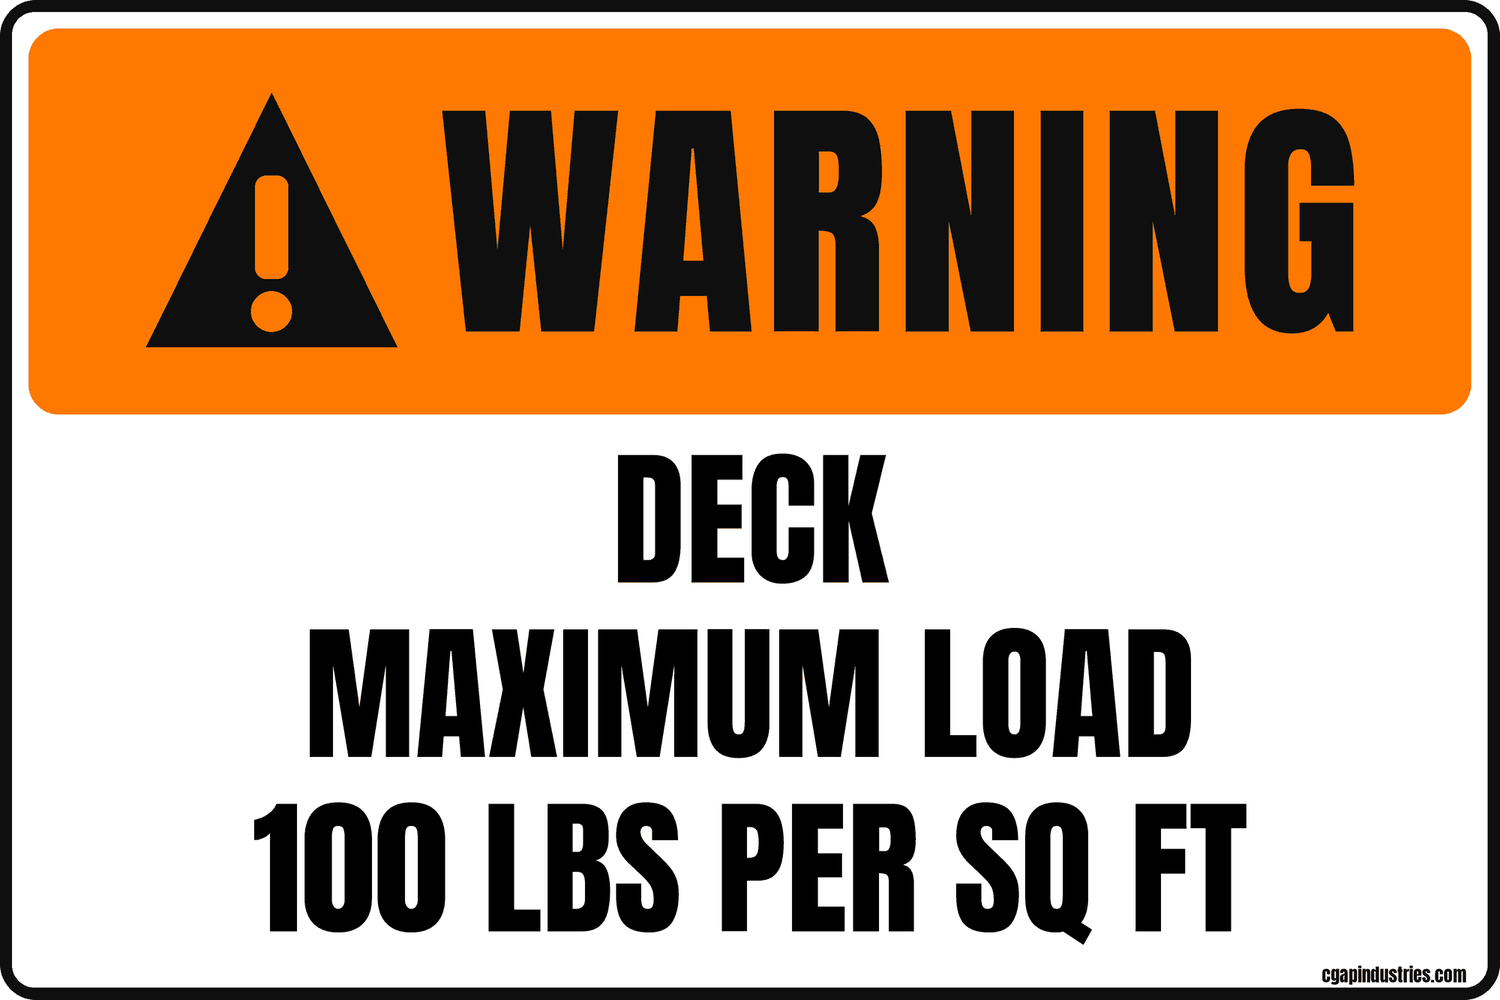 WARNING
DECK
MAXIMUM LOAD
100 LBS PER SQ FT
cgapindustries.com